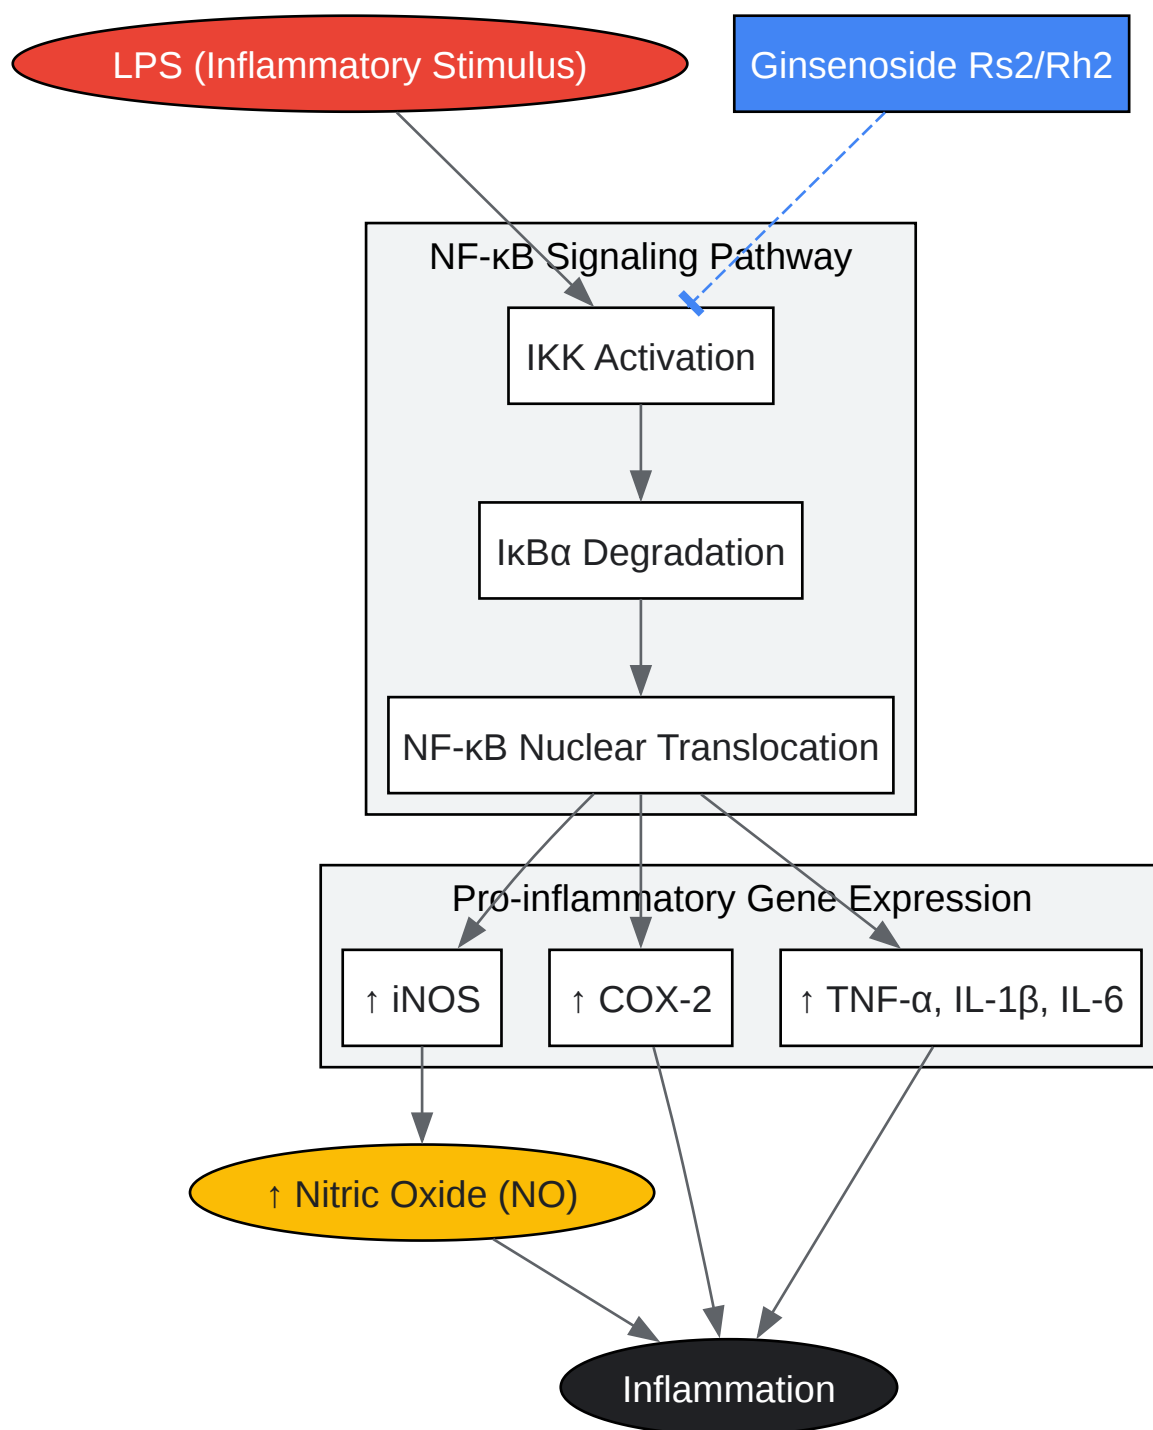 LPS (Inflammatory Stimulus)
Ginsenoside Rs2/Rh2
NF-κB Signaling Pathway
IKK Activation
IκBα Degradation
NF-κB Nuclear Translocation
Pro-inflammatory Gene Expression
↑ iNOS
↑ COX-2
↑ TNF-α, IL-1β, IL-6
↑ Nitric Oxide (NO)
Inflammation